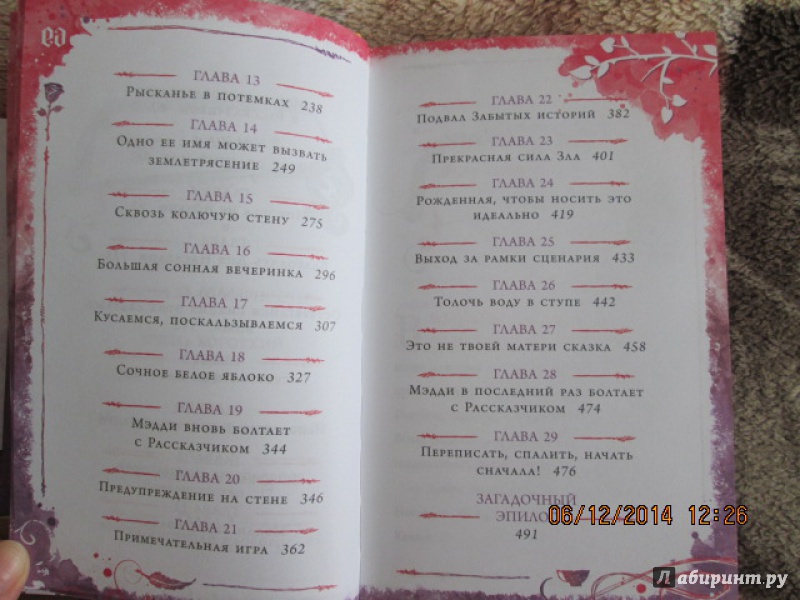 ГЛАВА 13
Рысканье в потемках 238
ГЛАВА 14
Одно ее имя может вызвать
землетрясение 249
ГЛАВА 15
Сквозь колючую стену 275
ГЛАВА 16
Большая сонная вечеринка 296
ГЛАВА 17
Кусаемся, поскальзываемся 307
ГЛАВА 18
Сочное белое яблоко 327
ГЛАВА 19
Мэдди вновь болтает
с Рассказчиком 344
ГЛАВА 20
Предупреждение на стене 346
ГЛАВА 21
Примечательная игра 362
ГЛАВА 22
Подвал Забытых историй 382
ГЛАВА 23
Прекрасная сила Зла 401
ГЛАВА 24
Рожденная, чтобы носить это
идеально 419
ГЛАВА 25
Выход за рамки сценария 433
ГЛАВА 26
Толочь воду в ступе 442
ГЛАВА 27
Это не твоей матери сказка 458
ГЛАВА 28
Мэдди в последний раз болтает
с Рассказчиком 474
ГЛАВА 29
Переписать, спалить, начать
сначала! 476
ЗАГАДОЧНЫЙ
ЭПИЛОГ
491
06/12/2014 12:26
Лабиринт.ру